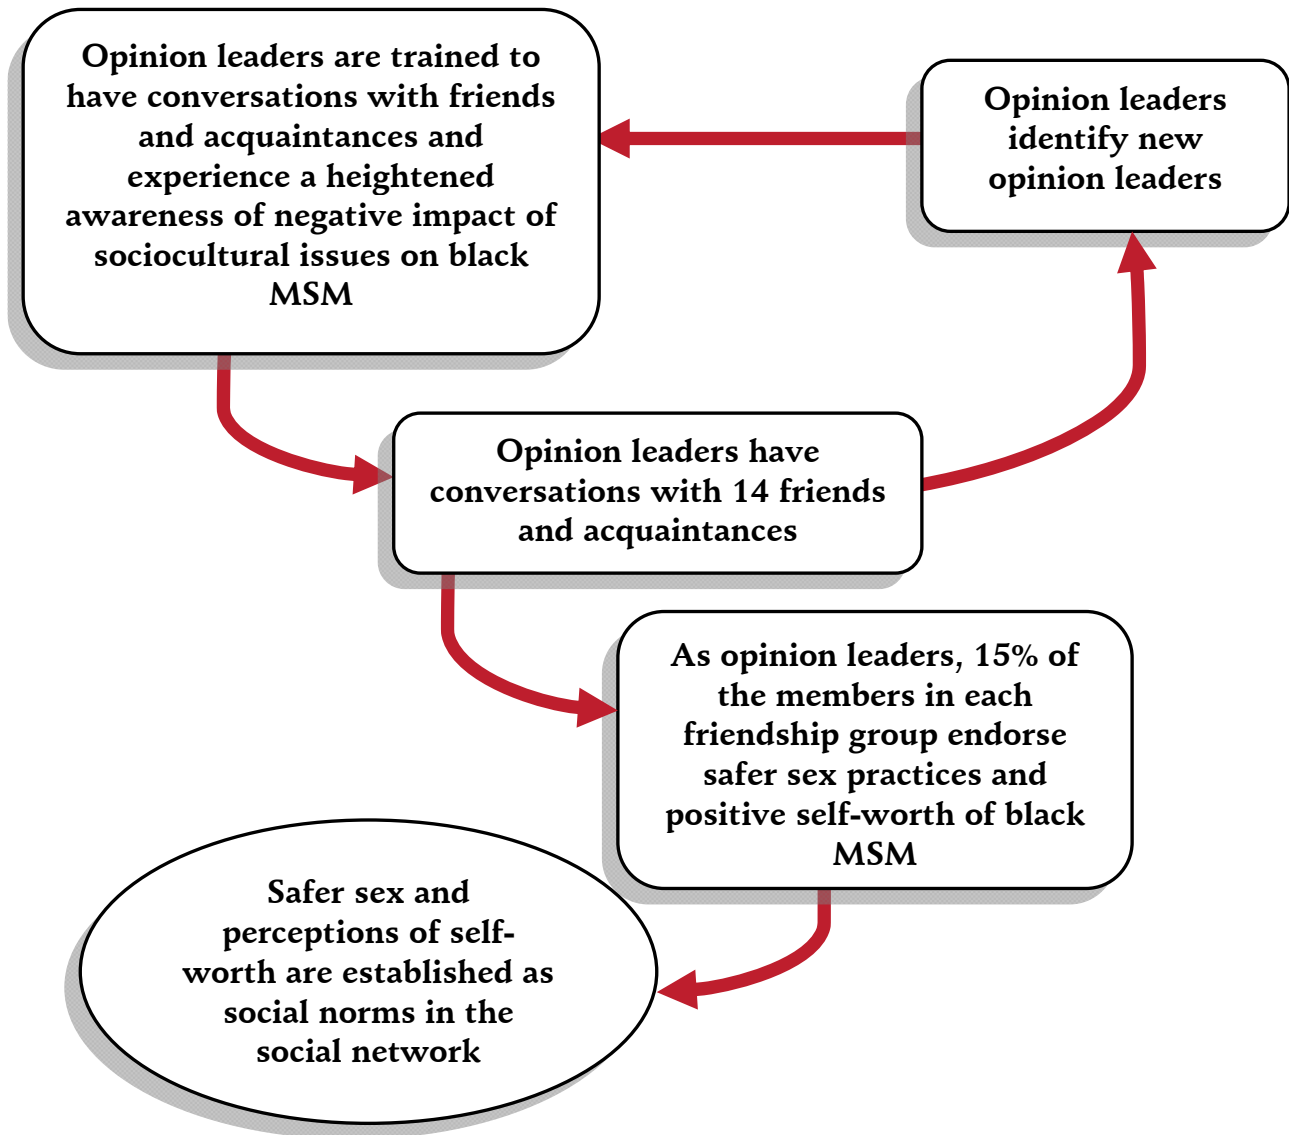 Opinion leaders are trained to
have conversations with friends
and acquaintances and
experience a heightened
awareness of negative impact of
sociocultural issues on black
MSM
Opinion leaders
identify new
opinion leaders
Opinion leaders have
conversations with 14 friends
and acquaintances
As opinion leaders, 15% of
the members in each
friendship group endorse
safer sex practices and
positive self-worth of black
MSM
Safer sex and
perceptions of self-
worth are established as
social norms in the
social network